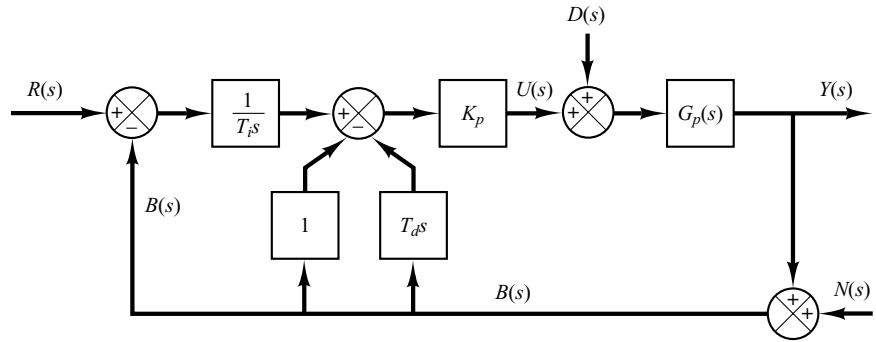 D(s)
R(s)
+
−
1
T_i s
+
−
K_p
U(s)
+
+
G_p(s)
Y(s)
B(s)
1
T_d s
B(s)
+
+
N(s)